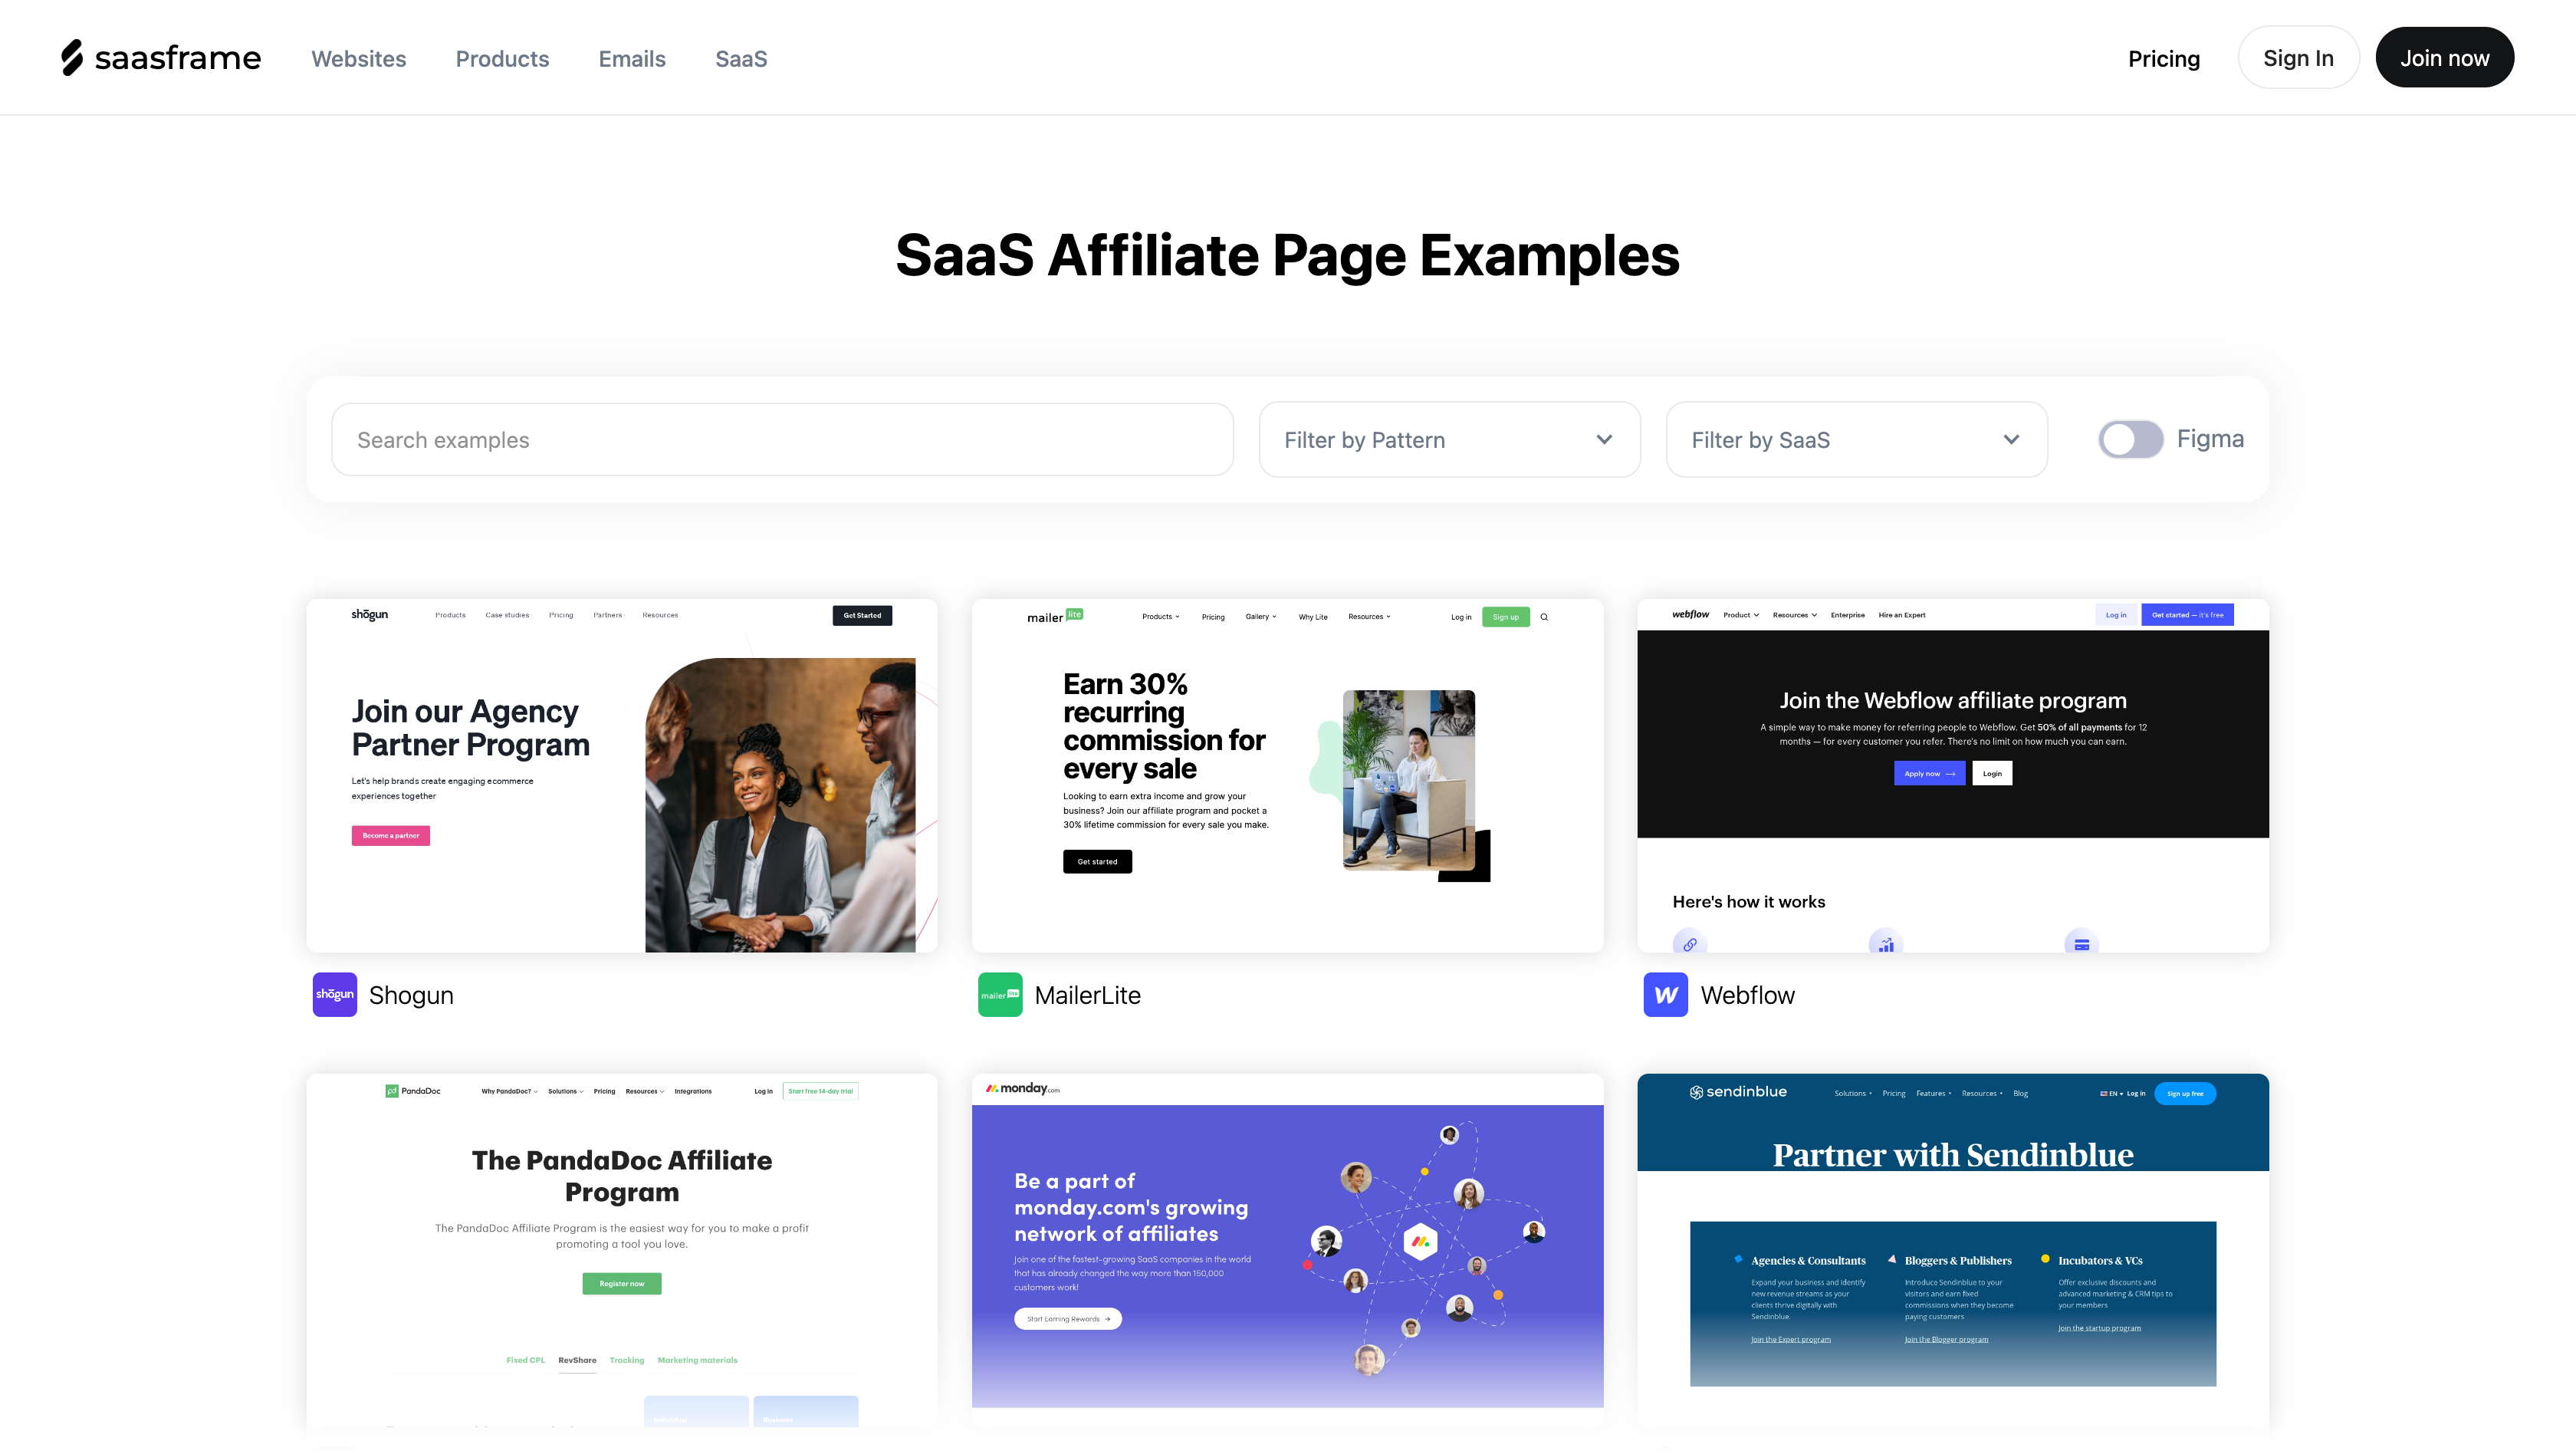 saasframe
Websites
Products
Emails
SaaS
Pricing
Sign In
Join now
SaaS Affiliate Page Examples
Search examples
Filter by Pattern
Filter by SaaS
Figma
shōgun
Products
Case studies
Pricing
Partners
Resources
Get Started
Join our Agency
Partner Program
Let's help brands create engaging ecommerce
experiences together
Become a partner
shōgun
Shogun
mailer lite
Products
Pricing
Gallery
Why Lite
Resources
Log in
Sign up
Earn 30%
recurring
commission for
every sale
Looking to earn extra income and grow your
business? Join our affiliate program and pocket a
30% lifetime commission for every sale you make.
Get started
mailer lite
MailerLite
webflow
Product
Resources
Enterprise
Hire an Expert
Log in
Get started — it's free
Join the Webflow affiliate program
A simple way to make money for referring people to Webflow. Get 50% of all payments for 12
months — for every customer you refer. There's no limit on how much you can earn.
Apply now
Login
Here's how it works
W
Webflow
pd PandaDoc
Why PandaDoc?
Solutions
Pricing
Resources
Integrations
Log in
Start free 14-day trial
The PandaDoc Affiliate
Program
The PandaDoc Affiliate Program is the easiest way for you to make a profit
promoting a tool you love.
Register now
Fixed CPL
RevShare
Tracking
Marketing materials
Individual
Business
monday.com
Be a part of
monday.com's growing
network of affiliates
Join one of the fastest-growing SaaS companies in the world
that has already changed the way more than 150,000
customers work!
Start Earning Rewards
sendinblue
Solutions
Pricing
Features
Resources
Blog
EN
Log in
Sign up free
Partner with Sendinblue
Agencies & Consultants
Expand your business and identify
new revenue streams as your
clients thrive digitally with
Sendinblue.
Join the Expert program
Bloggers & Publishers
Introduce Sendinblue to your
visitors and earn fixed
commissions when they become
paying customers
Join the Blogger program
Incubators & VCs
Offer exclusive discounts and
advanced marketing & CRM tips to
your members
Join the startup program